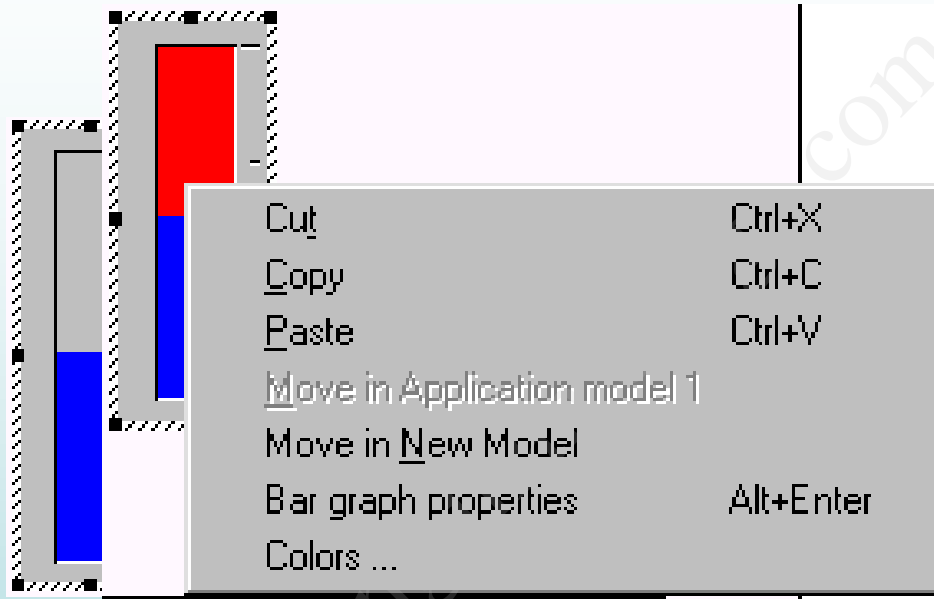 Cut Ctrl+X
Copy Ctrl+C
Paste Ctrl+V
Move in Application model 1
Move in New Model
Bar graph properties Alt+Enter
Colors ...
com